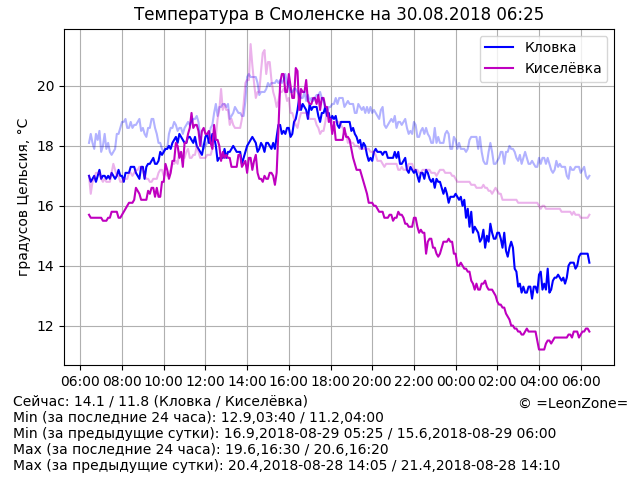 Температура в Смоленске на 30.08.2018 06:25
Кловка
Киселёвка
градусов Цельсия, °C
20
18
16
14
12
06:00 08:00 10:00 12:00 14:00 16:00 18:00 20:00 22:00 00:00 02:00 04:00 06:00
Сейчас: 14.1 / 11.8 (Кловка / Киселёвка)
© =LeonZone=
Min (за последние 24 часа): 12.9,03:40 / 11.2,04:00
Min (за предыдущие сутки): 16.9,2018-08-29 05:25 / 15.6,2018-08-29 06:00
Max (за последние 24 часа): 19.6,16:30 / 20.6,16:20
Max (за предыдущие сутки): 20.4,2018-08-28 14:05 / 21.4,2018-08-28 14:10